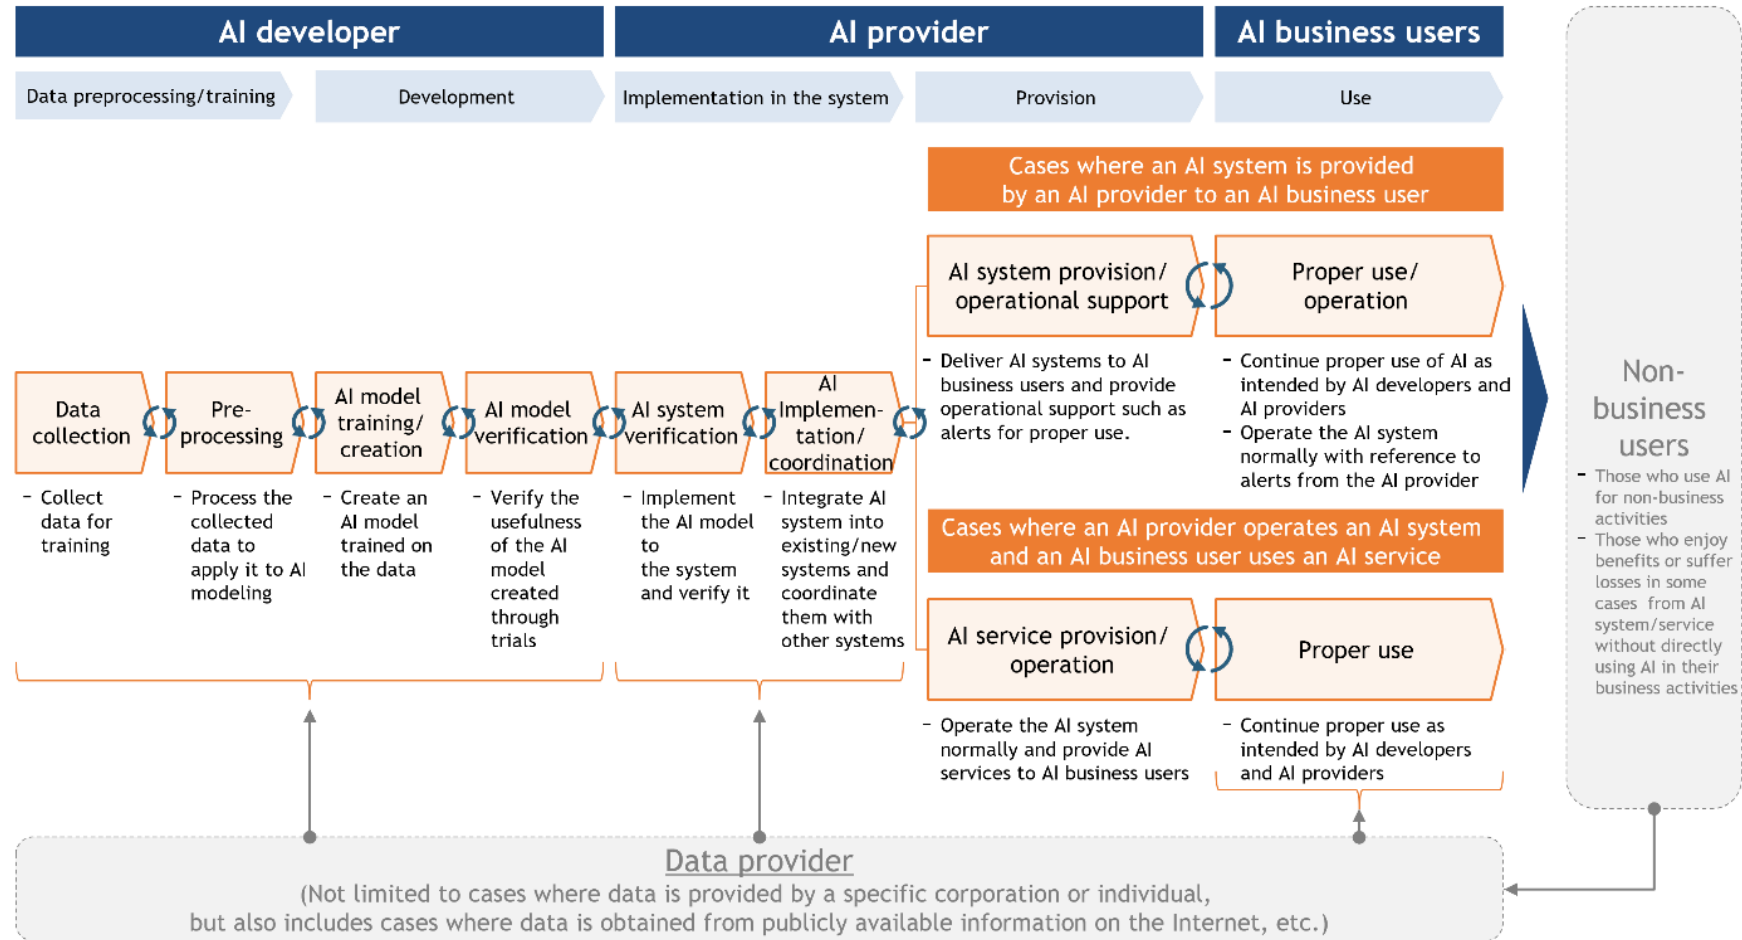 AI developer
AI provider
AI business users
Data preprocessing/training
Development
Implementation in the system
Provision
Use
Cases where an AI system is provided
by an AI provider to an AI business user
AI system provision/
operational support
Proper use/
operation
- Deliver AI systems to AI
business users and provide
operational support such as
alerts for proper use.
- Continue proper use of AI as
intended by AI developers and
AI providers
- Operate the AI system
normally with reference to
alerts from the AI provider
Data
collection
Pre-
processing
AI model
training/
creation
AI model
verification
AI system
verification
AI
Implemen-
tation/
coordination
- Collect
data for
training
- Process the
collected
data to
apply it to AI
modeling
- Create an
AI model
trained on
the data
- Verify the
usefulness
of the AI
model
created
through
trials
- Implement
the AI model
to
the system
and verify it
- Integrate AI
system into
existing/new
systems and
coordinate
them with
other systems
Cases where an AI provider operates an AI system
and an AI business user uses an AI service
AI service provision/
operation
Proper use
- Operate the AI system
normally and provide AI
services to AI business users
- Continue proper use as
intended by AI developers
and AI providers
Non-
business
users
- Those who use AI
for non-business
activities
- Those who enjoy
benefits or suffer
losses in some
cases from AI
system/service
without directly
using AI in their
business activities
Data provider
(Not limited to cases where data is provided by a specific corporation or individual,
but also includes cases where data is obtained from publicly available information on the Internet, etc.)